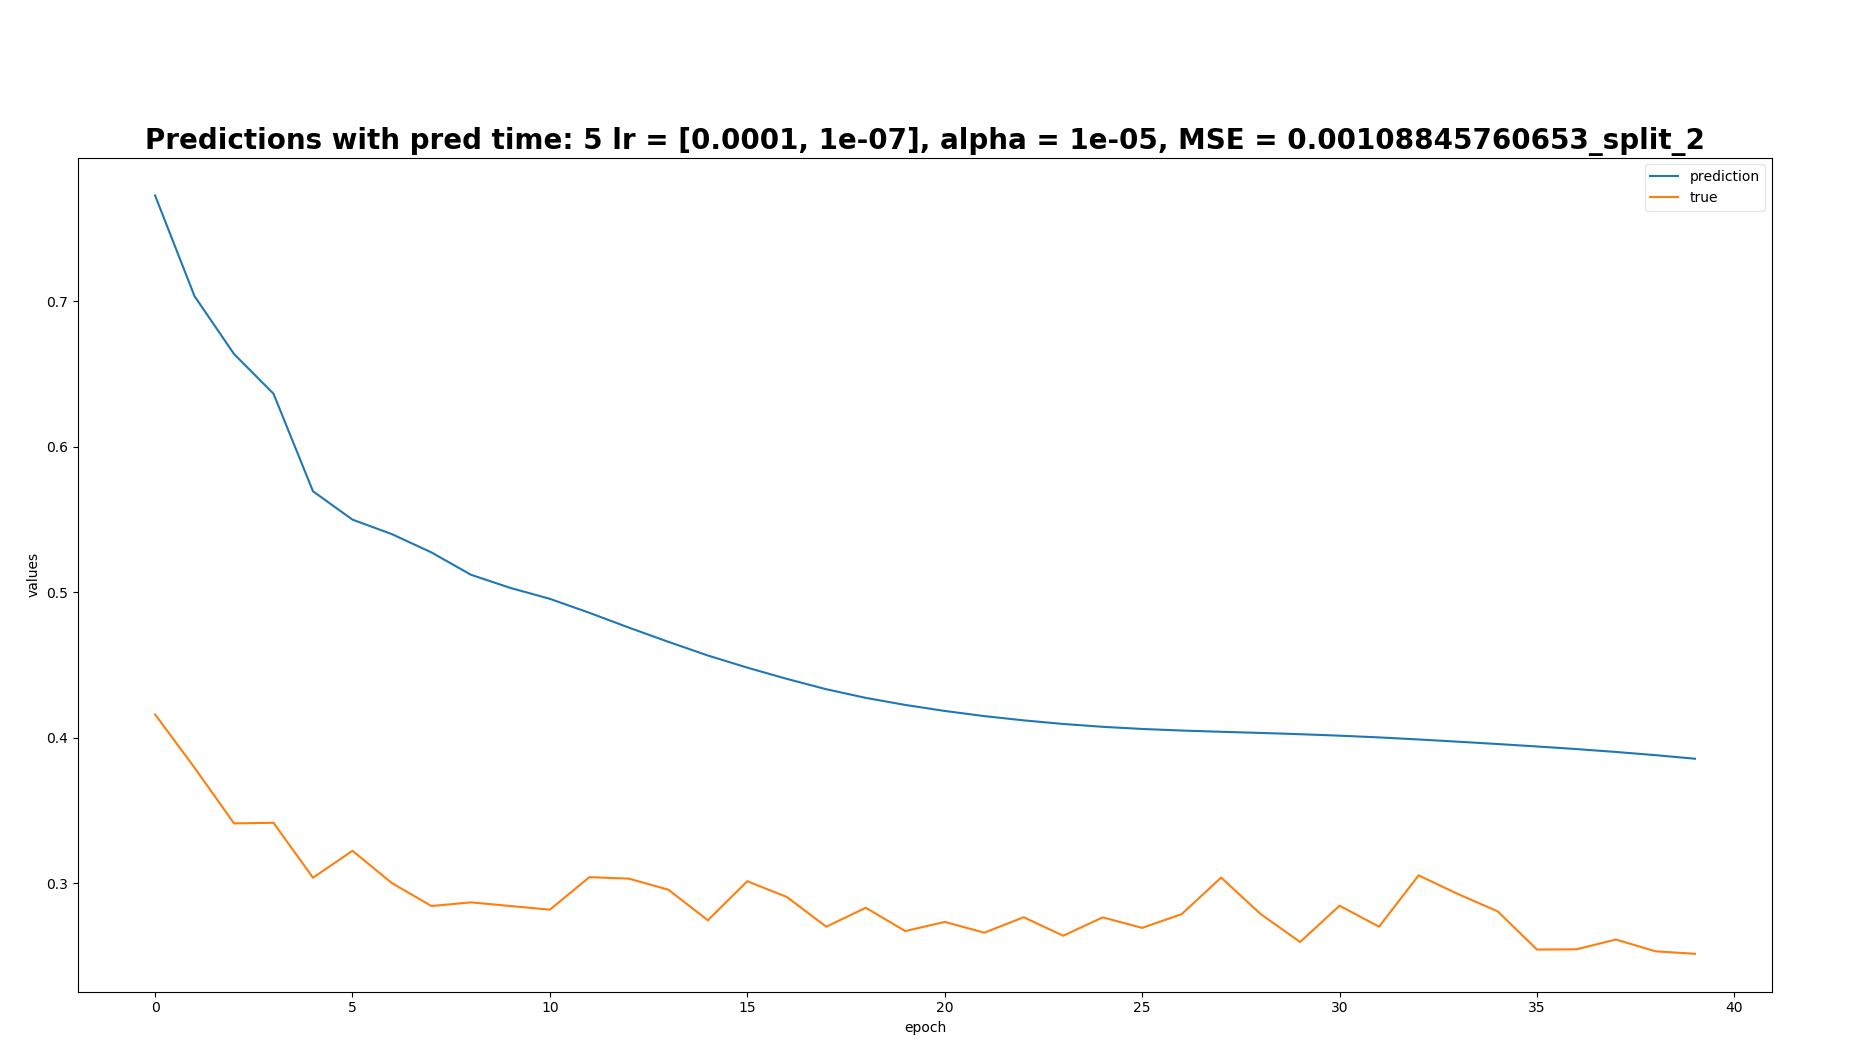 Predictions with pred time: 5 lr = [0.0001, 1e-07], alpha = 1e-05, MSE = 0.00108845760653_split_2
prediction
true
0.7
0.6
0.5
0.4
0.3
values
0 5 10 15 20 25 30 35 40
epoch